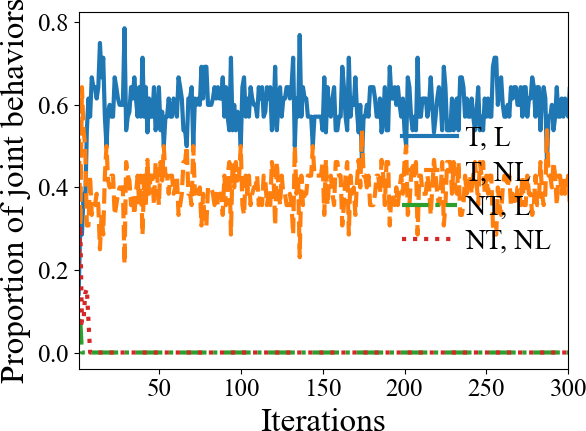 Proportion of joint behaviors
0.8
0.6
0.4
0.2
0.0
T, L
T, NL
NT, L
NT, NL
50 100 150 200 250 300
Iterations